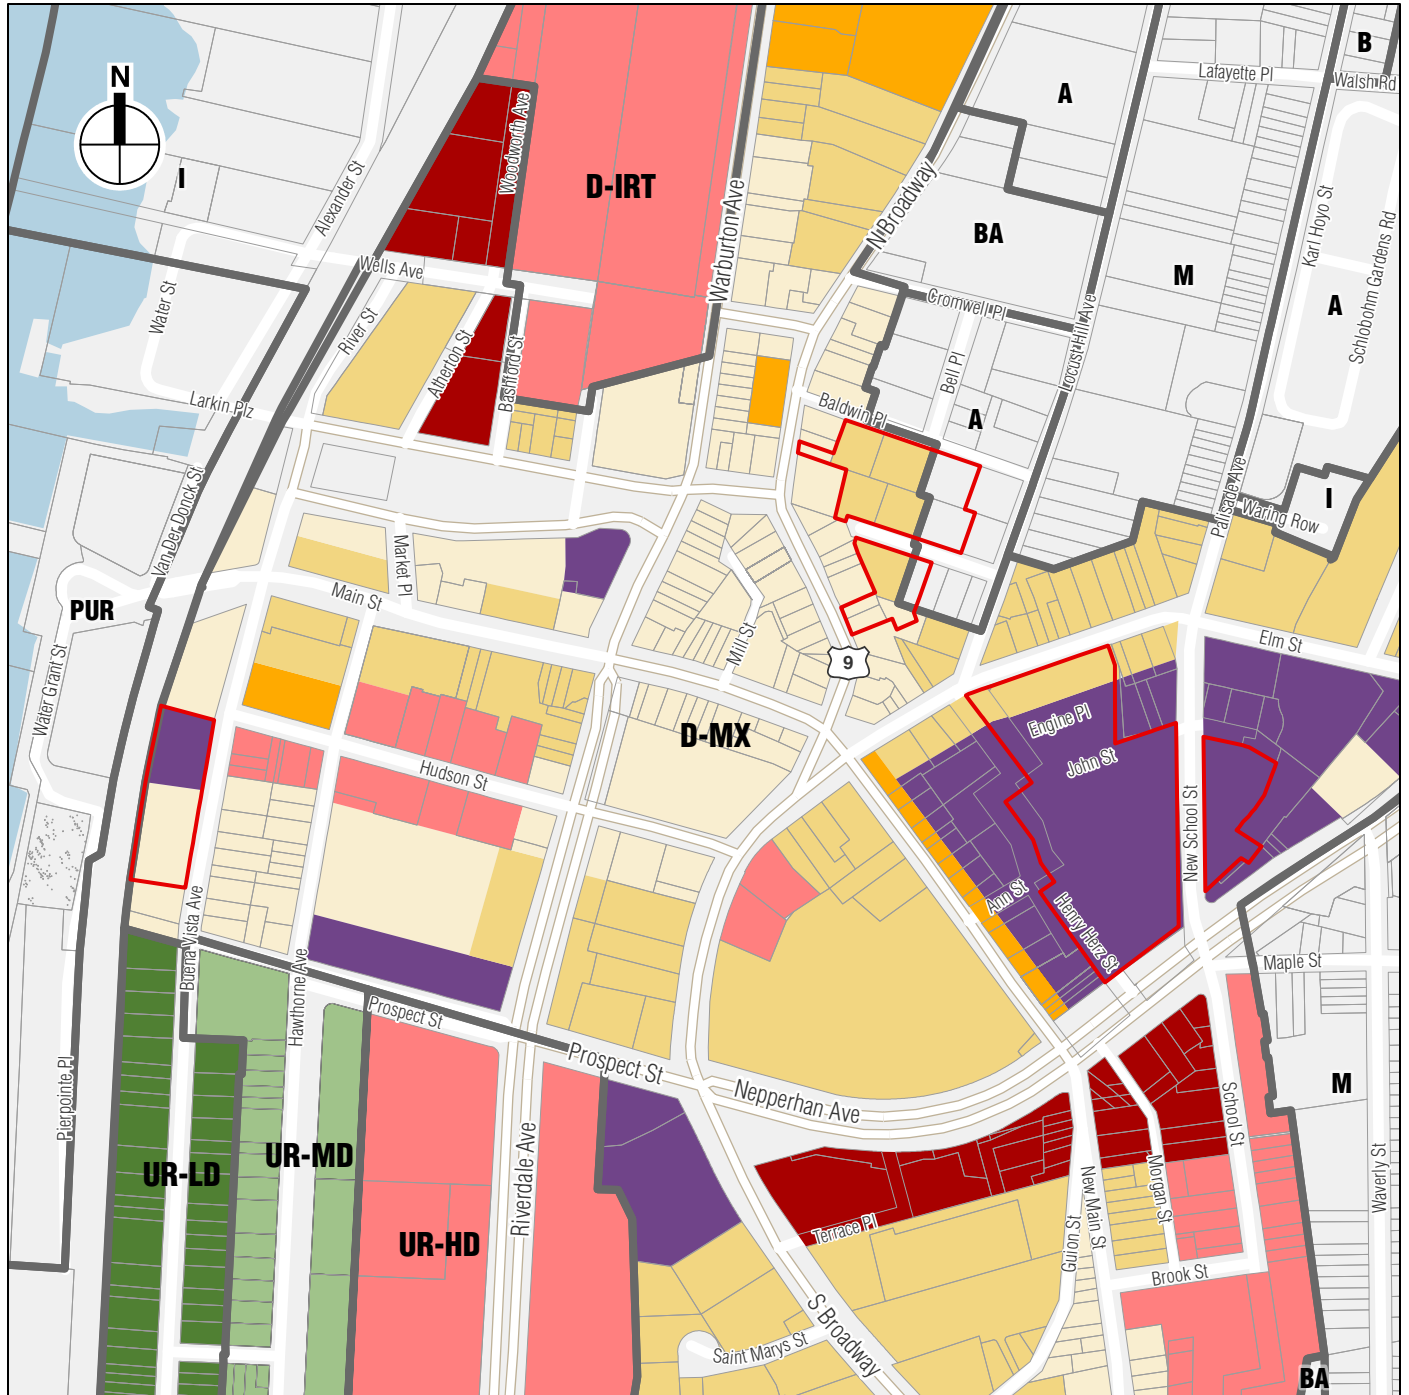 N
I
Alexander St
Woodworth Ave
D-IRT
Warburton Ave
N Broadway
A
BA
Lafayette Pl
B
Walsh Rd
M
Karl Hoyo St
A
Schlobohm Gardens Rd
Wells Ave
Water St
River St
Atherton St
Bashford St
Larkin Plz
Cromwell Pl
Bell Pl
Locust Hill Ave
Baldwin Pl
A
Palisade Ave
I
Waring Row
Van Der Donck St
Market Pl
Main St
PUR
Water Grant St
Mill St
9
D-MX
Elm St
Engine Pl
John St
Hudson St
New School St
Ann St
Henry Herz St
Buena Vista Ave
Hawthorne Ave
Prospect St
Prospect St
Nepperhan Ave
Maple St
M
Pierpointe Pl
UR-LD
UR-MD
UR-HD
Riverdale Ave
School St
Morgan St
New Main St
Guion St
Terrace Pl
Waverly St
Brook St
S Broadway
Saint Marys St
BA